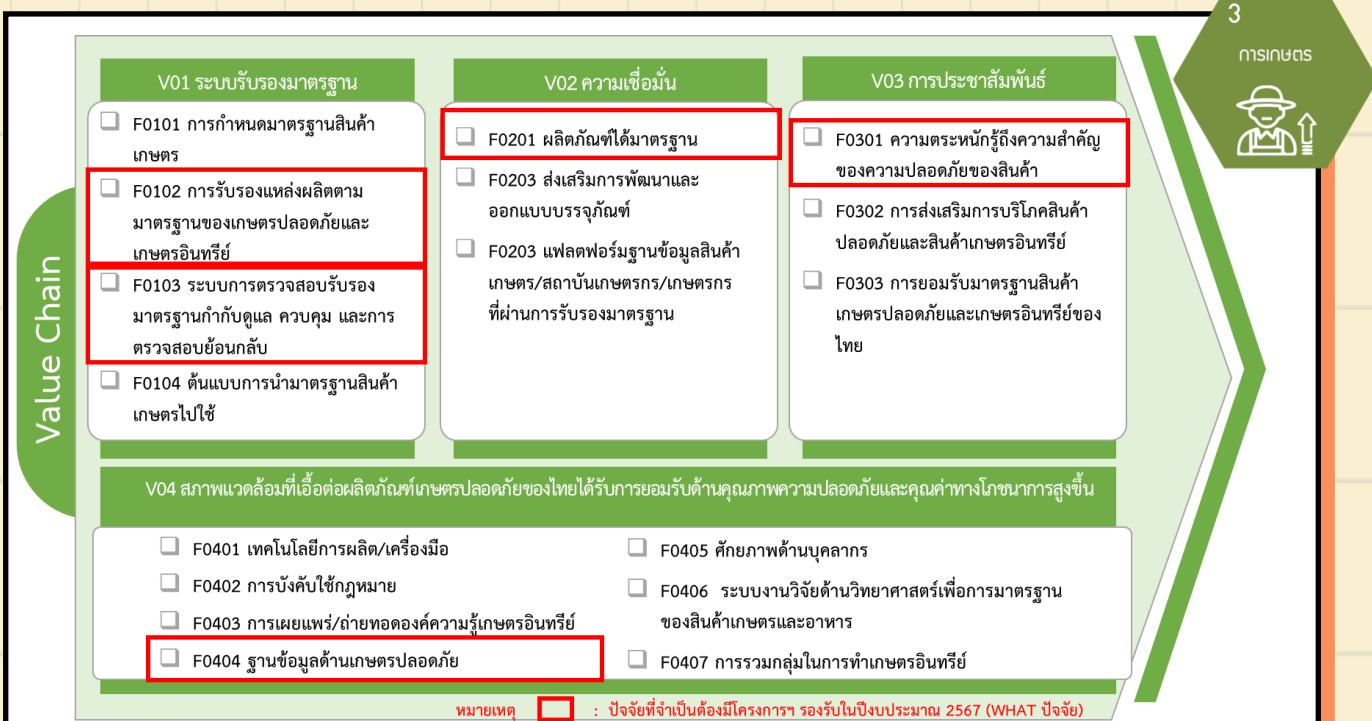 3
การเกษตร
Value Chain
V01 ระบบรับรองมาตรฐาน
F0101 การกำหนดมาตรฐานสินค้า
เกษตร
F0102 การรับรองแหล่งผลิตตาม
มาตรฐานของเกษตรปลอดภัยและ
เกษตรอินทรีย์
F0103 ระบบการตรวจสอบรับรอง
มาตรฐานกำกับดูแล ควบคุม และการ
ตรวจสอบย้อนกลับ
F0104 ต้นแบบการนำมาตรฐานสินค้า
เกษตรไปใช้
V02 ความเชื่อมั่น
F0201 ผลิตภัณฑ์ได้มาตรฐาน
F0203 ส่งเสริมการพัฒนาและ
ออกแบบบรรจุภัณฑ์
F0203 แฟลตฟอร์มฐานข้อมูลสินค้า
เกษตร/สถาบันเกษตรกร/เกษตรกร
ที่ผ่านการรับรองมาตรฐาน
V03 การประชาสัมพันธ์
F0301 ความตระหนักรู้ถึงความสำคัญ
ของความปลอดภัยของสินค้า
F0302 การส่งเสริมการบริโภคสินค้า
ปลอดภัยและสินค้าเกษตรอินทรีย์
F0303 การยอมรับมาตรฐานสินค้า
เกษตรปลอดภัยและเกษตรอินทรีย์ของ
ไทย
V04 สภาพแวดล้อมที่เอื้อต่อผลิตภัณฑ์เกษตรปลอดภัยของไทยได้รับการยอมรับด้านคุณภาพความปลอดภัยและคุณค่าทางโภชนาการสูงขึ้น
F0401 เทคโนโลยีการผลิต/เครื่องมือ
F0402 การบังคับใช้กฎหมาย
F0403 การเผยแพร่/ถ่ายทอดองค์ความรู้เกษตรอินทรีย์
F0404 ฐานข้อมูลด้านเกษตรปลอดภัย
F0405 ศักยภาพด้านบุคลากร
F0406 ระบบงานวิจัยด้านวิทยาศาสตร์เพื่อการมาตรฐาน
ของสินค้าเกษตรและอาหาร
F0407 การรวมกลุ่มในการทำเกษตรอินทรีย์
หมายเหตุ : ปัจจัยที่จำเป็นต้องมีโครงการฯ รองรับในปีงบประมาณ 2567 (WHAT ปัจจัย)